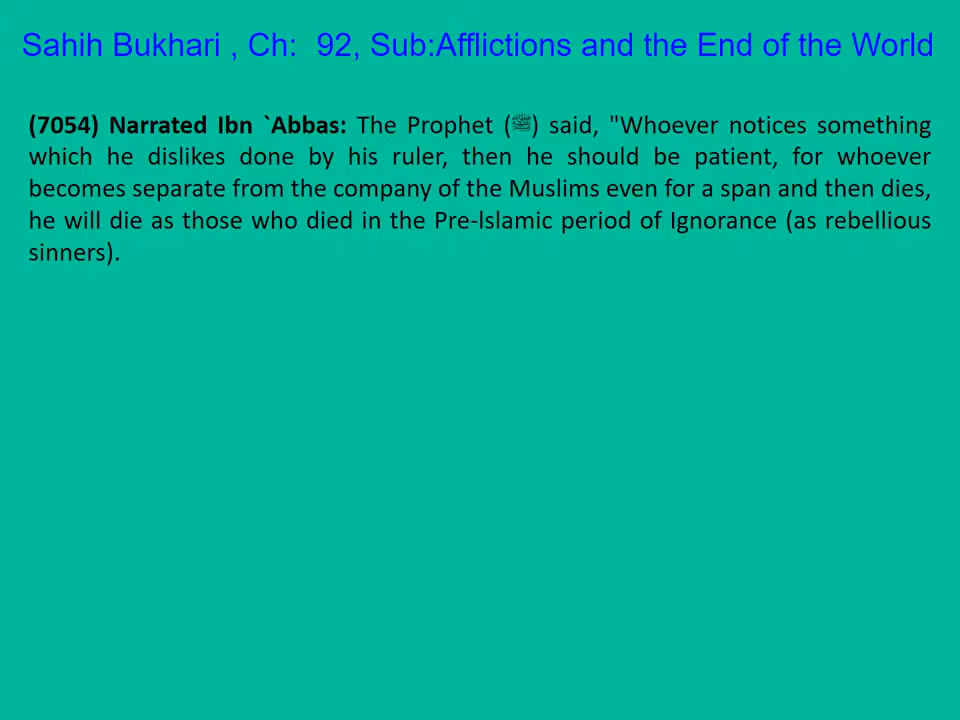 Sahih Bukhari , Ch:  92, Sub:Afflictions and the End of the World
(7054) Narrated Ibn `Abbas: The Prophet (ﷺ) said, "Whoever notices something
which he dislikes done by his ruler, then he should be patient, for whoever
becomes separate from the company of the Muslims even for a span and then dies,
he will die as those who died in the Pre-lslamic period of Ignorance (as rebellious
sinners).